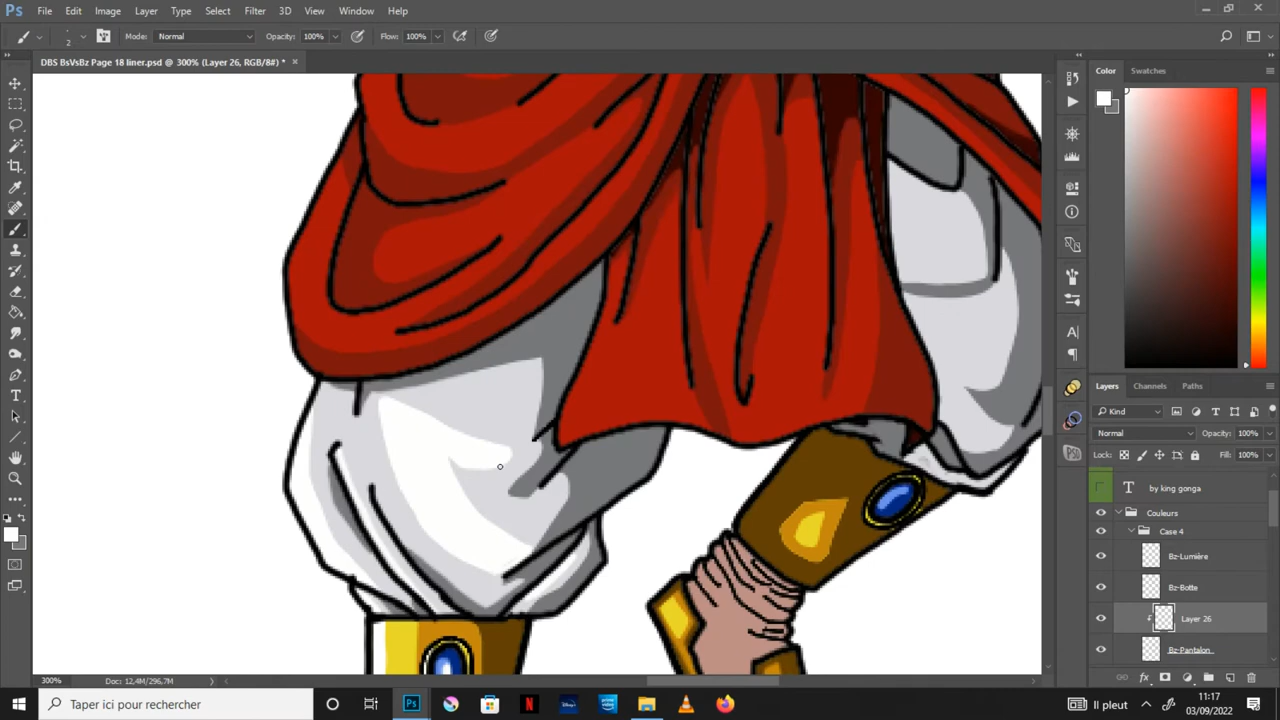 Ps File Edit Image Layer Type Select Filter 3D View Window Help
2 Mode: Normal Opacity: 100% Flow: 100%
DBS BsVsBz Page 18 liner.psd @ 300% (Layer 26, RGB/8#) * ×
Color Swatches
Layers Channels Paths
Kind
Normal Opacity: 100%
Lock: Fill: 100%
T by king gonga
Couleurs
Case 4
Bz-Lumière
Bz-Botte
Layer 26
Bz-Pantalon
fx
300% Doc: 12,4M/296,7M
Taper ici pour rechercher
Ps
Il pleut
11:17
03/09/2022